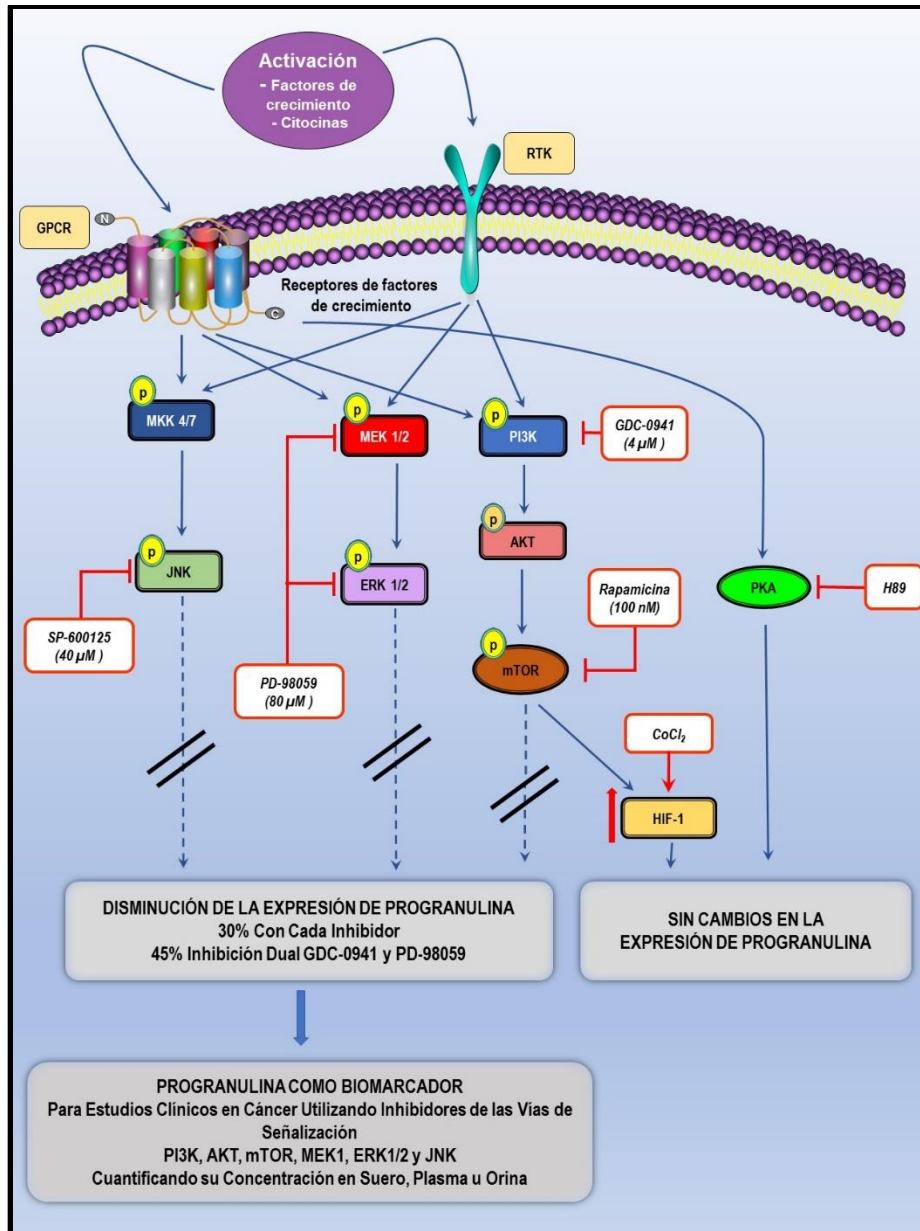 Activación
- Factores de
crecimiento
- Citocinas
RTK
GPCR
N
C
Receptores de factores
de crecimiento
p
MKK 4/7
p
MEK 1/2
p
PI3K
GDC-0941
(4 µM )
p
JNK
p
ERK 1/2
p
AKT
PKA
H89
Rapamicina
(100 nM)
SP-600125
(40 µM )
PD-98059
(80 µM )
p
mTOR
CoCl₂
HIF-1
DISMINUCIÓN DE LA EXPRESIÓN DE PROGRANULINA
30% Con Cada Inhibidor
45% Inhibición Dual GDC-0941 y PD-98059
SIN CAMBIOS EN LA
EXPRESIÓN DE PROGRANULINA
PROGRANULINA COMO BIOMARCADOR
Para Estudios Clínicos en Cáncer Utilizando Inhibidores de las Vías de
Señalización
PI3K, AKT, mTOR, MEK1, ERK1/2 y JNK
Cuantificando su Concentración en Suero, Plasma u Orina